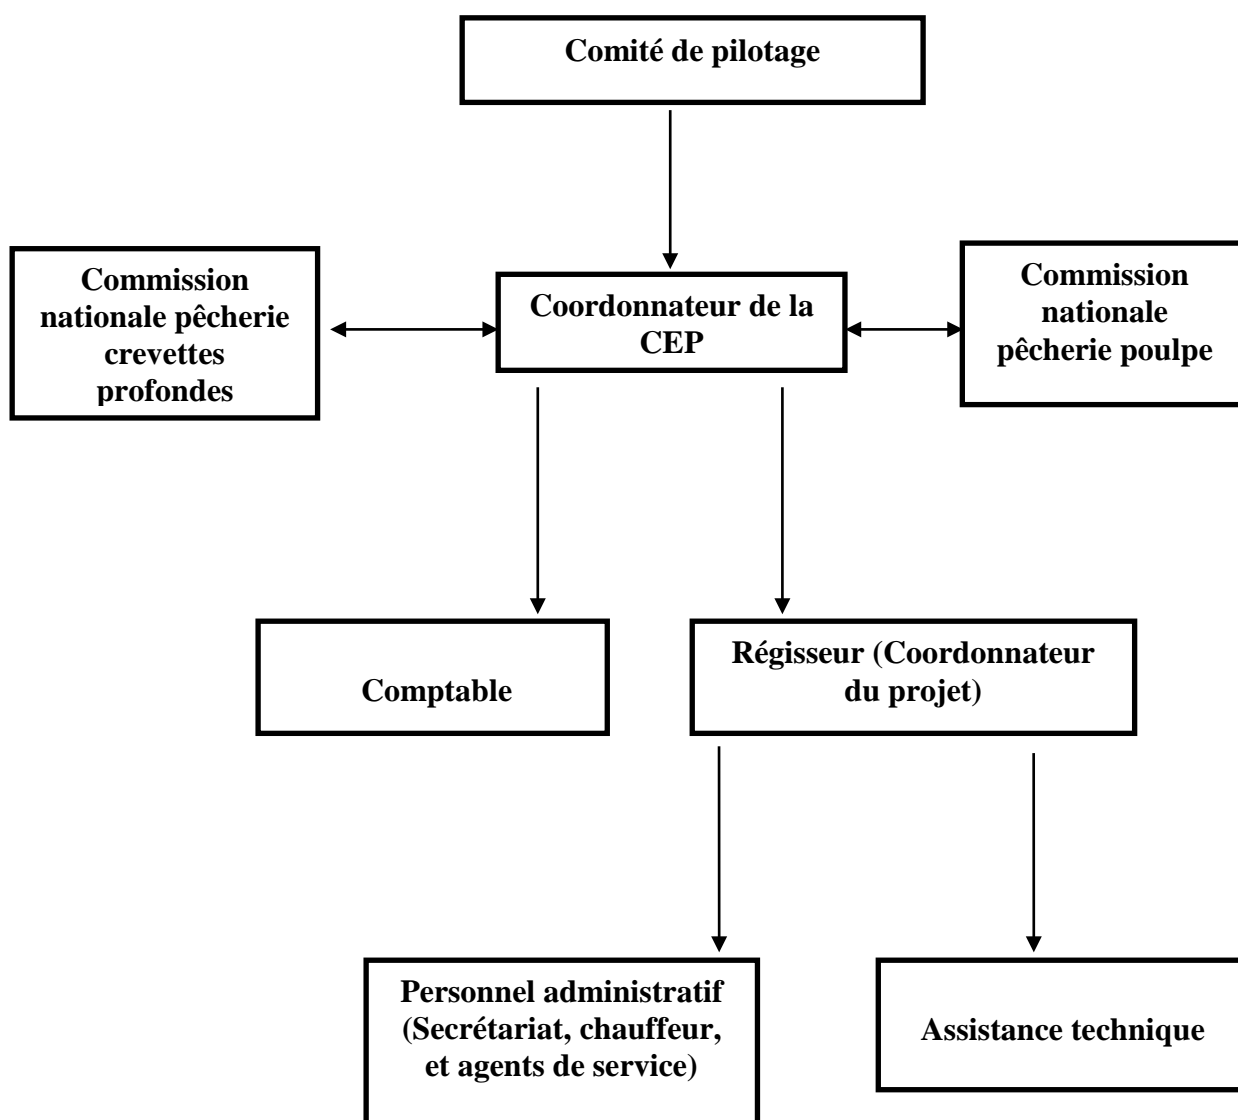 Comité de pilotage
Commission
nationale pêcherie
crevettes
profondes
Coordonnateur de la
CEP
Commission
nationale
pêcherie poulpe
Comptable
Régisseur (Coordonnateur
du projet)
Personnel administratif
(Secrétariat, chauffeur,
et agents de service)
Assistance technique